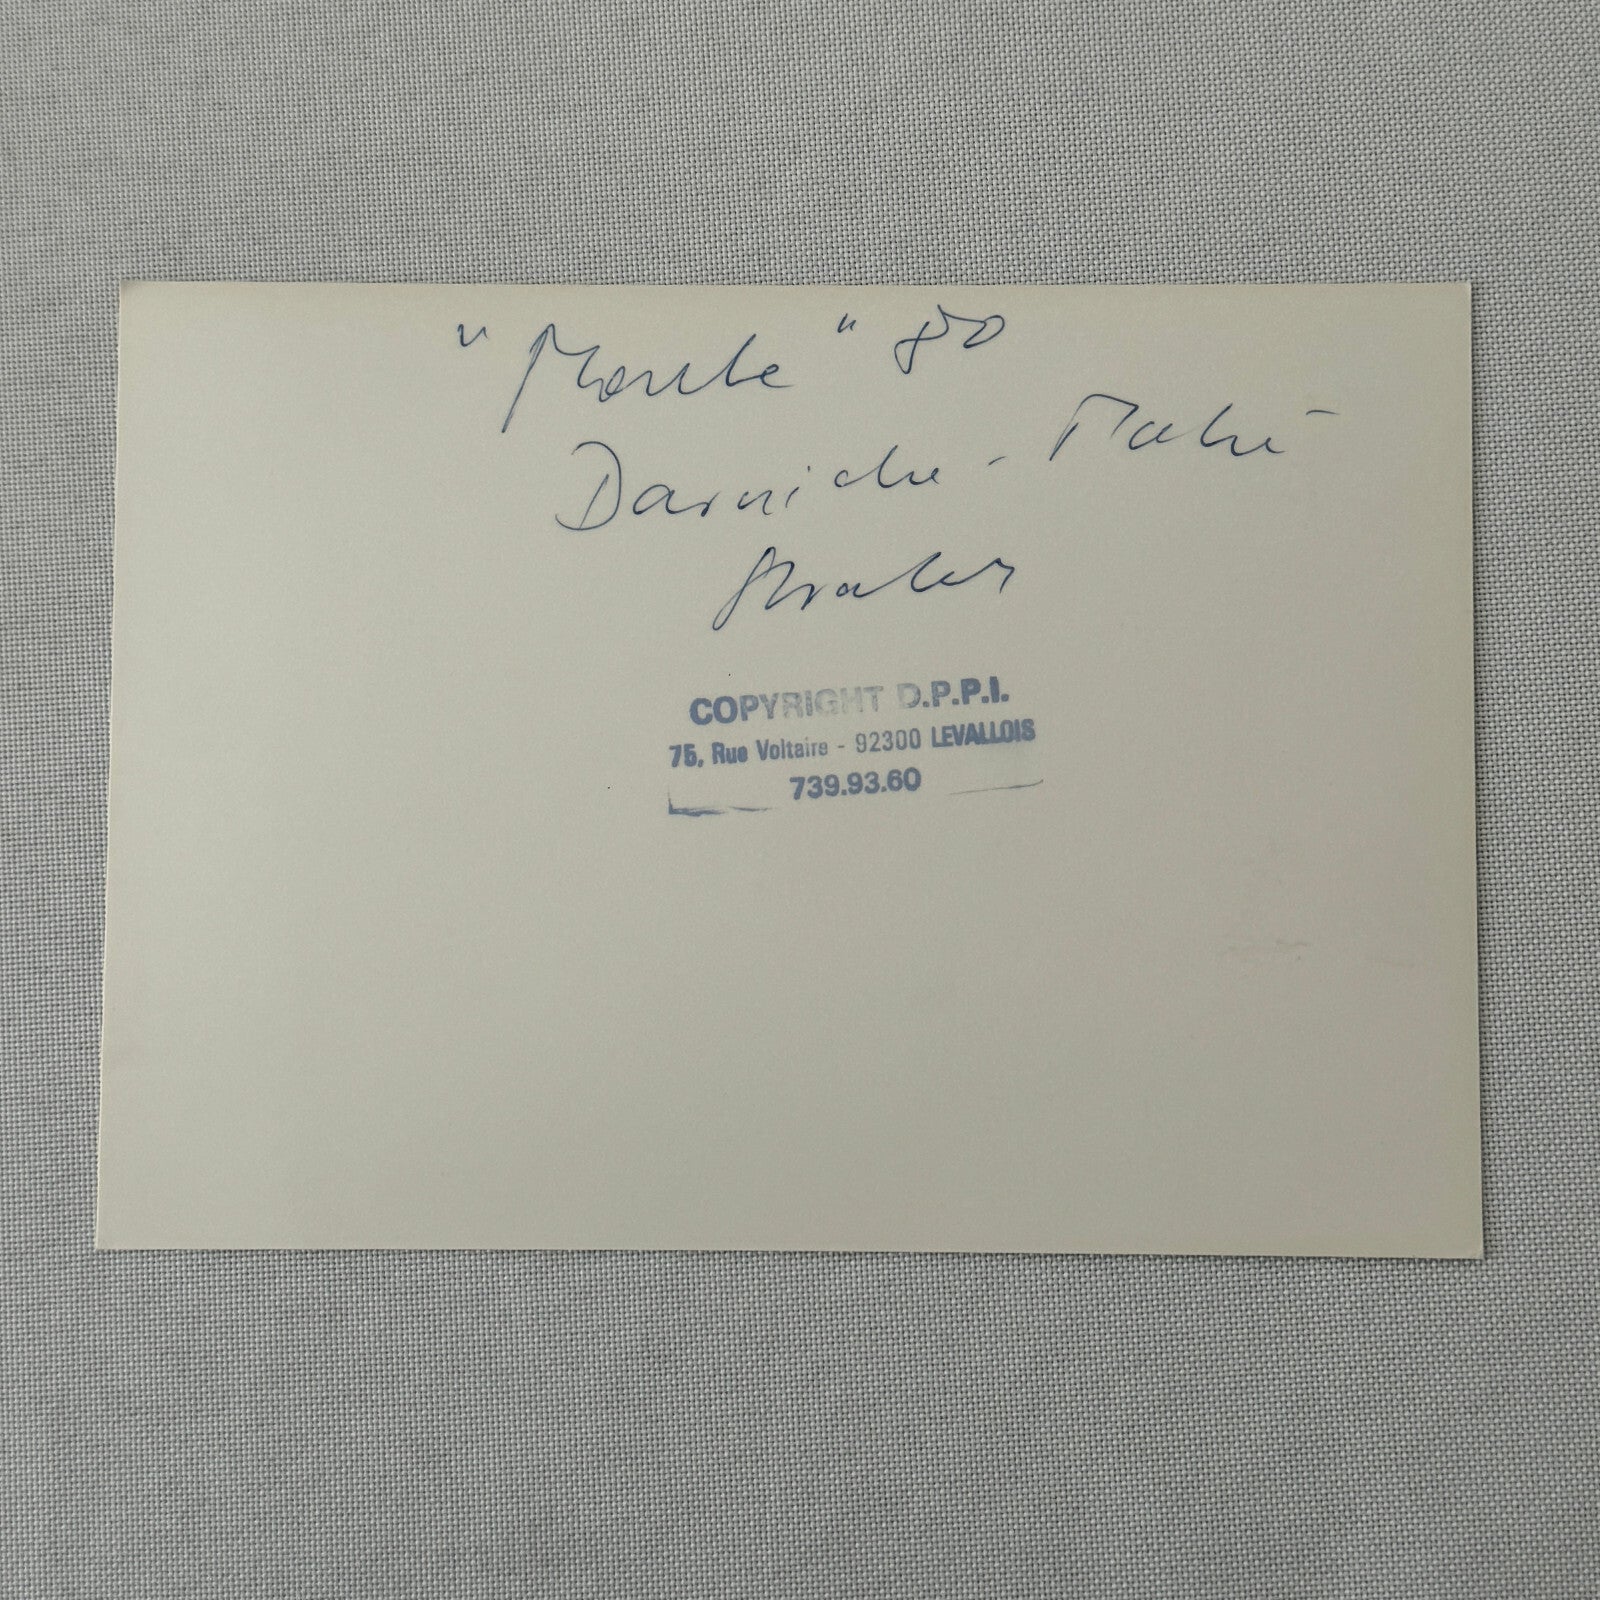 "Monte" 80
Darniche - Mahé
Stratos
COPYRIGHT D.P.P.I.
75, Rue Voltaire - 92300 LEVALLOIS
739.93.60